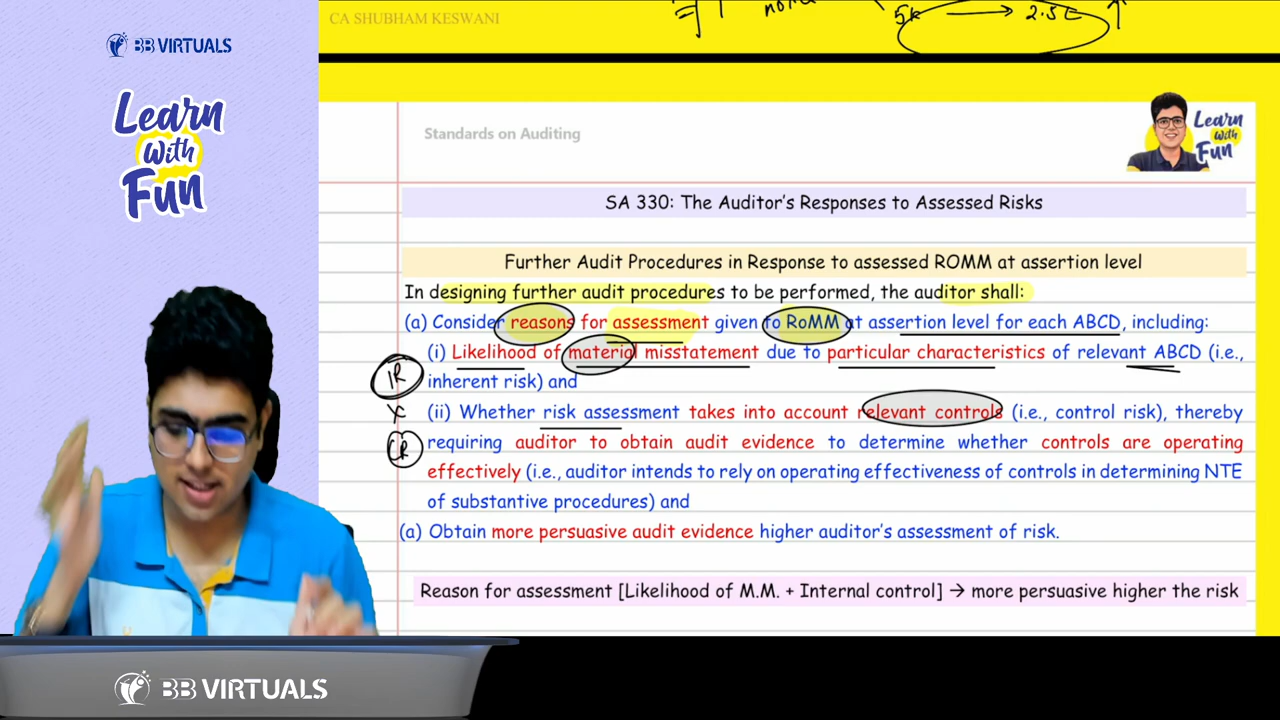 CA SHUBHAM KESWANI
5k → 2.5k ↑
BB VIRTUALS
Learn
With
Fun
Standards on Auditing
Learn
With
Fun
SA 330: The Auditor's Responses to Assessed Risks
Further Audit Procedures in Response to assessed ROMM at assertion level
In designing further audit procedures to be performed, the auditor shall:
(a) Consider reasons for assessment given to RoMM at assertion level for each ABCD, including:
(i) Likelihood of material misstatement due to particular characteristics of relevant ABCD (i.e.,
IR
inherent risk) and
x
(ii) Whether risk assessment takes into account relevant controls (i.e., control risk), thereby
CR
requiring auditor to obtain audit evidence to determine whether controls are operating
effectively (i.e., auditor intends to rely on operating effectiveness of controls in determining NTE
of substantive procedures) and
(a) Obtain more persuasive audit evidence higher auditor's assessment of risk.
Reason for assessment [Likelihood of M.M. + Internal control] → more persuasive higher the risk
BB VIRTUALS